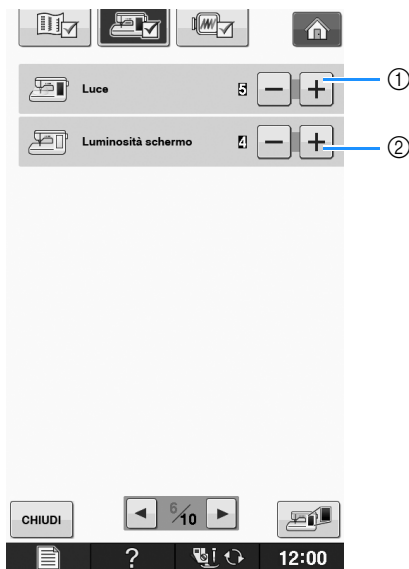 Luce 5 − + ①
Luminosità schermo 4 − + ②
CHIUDI 6/10
? 12:00